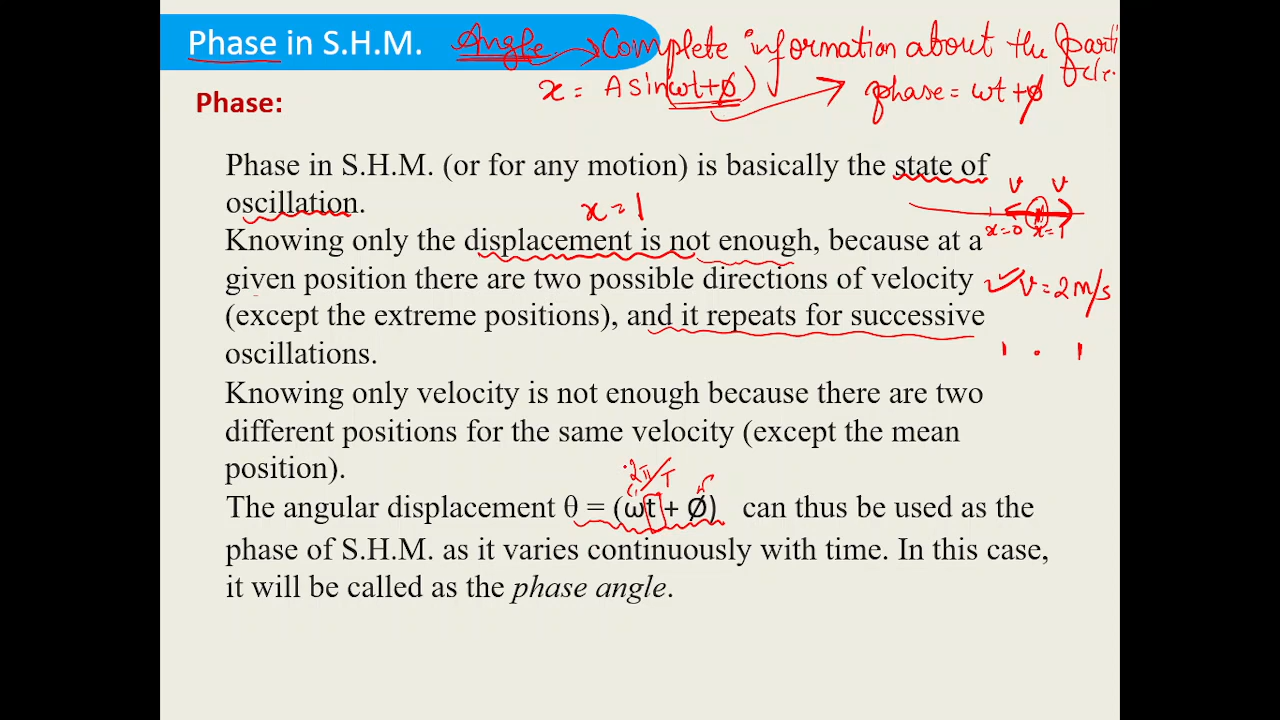 Phase in S.H.M. Angle → Complete information about the particle.
x = A sin(ωt+φ) → phase = ωt+φ
Phase:
Phase in S.H.M. (or for any motion) is basically the state of
oscillation.
x = 1
v v
x=0 x=1
Knowing only the displacement is not enough, because at a
given position there are two possible directions of velocity
v = 2 m/s
(except the extreme positions), and it repeats for successive
oscillations.
Knowing only velocity is not enough because there are two
different positions for the same velocity (except the mean
position).
2π/T
The angular displacement θ = (ωt + Ø) can thus be used as the
phase of S.H.M. as it varies continuously with time. In this case,
it will be called as the phase angle.